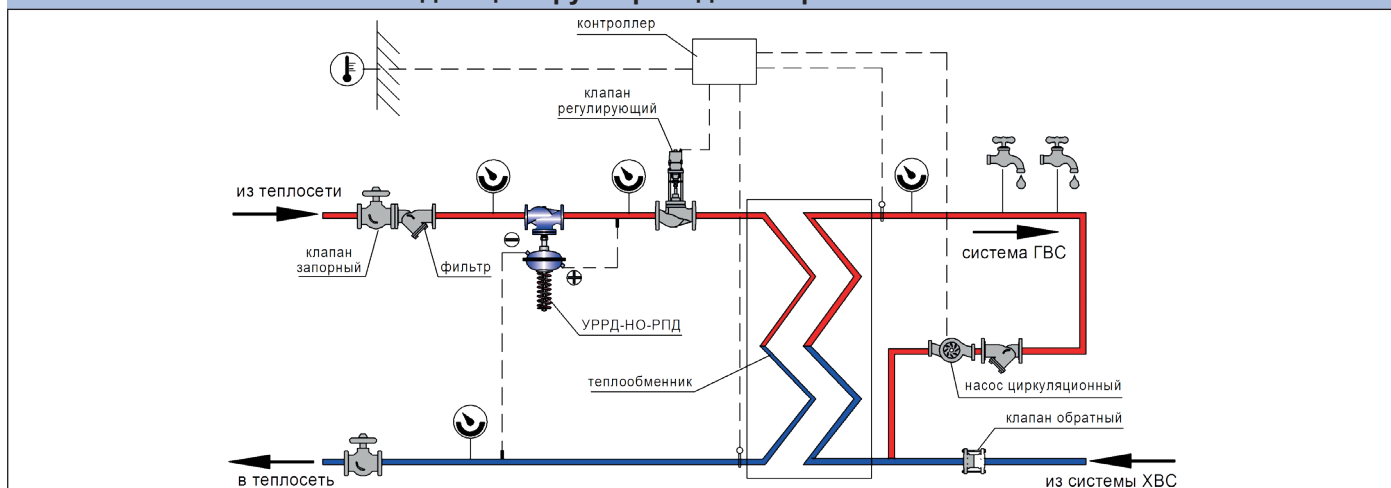 контроллер
клапан
регулирующий
из теплосети
клапан
запорный
фильтр
УРРД-НО-РПД
система ГВС
теплообменник
насос циркуляционный
клапан обратный
в теплосеть
из системы ХВС